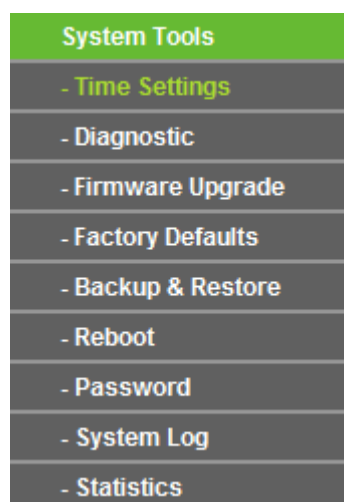 System Tools
- Time Settings
- Diagnostic
- Firmware Upgrade
- Factory Defaults
- Backup & Restore
- Reboot
- Password
- System Log
- Statistics